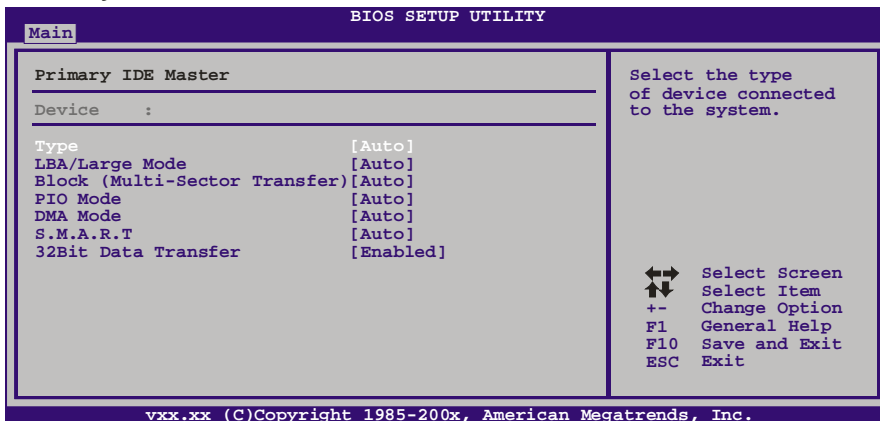 BIOS SETUP UTILITY
Main
Primary IDE Master
Device :
Type [Auto]
LBA/Large Mode [Auto]
Block (Multi-Sector Transfer)[Auto]
PIO Mode [Auto]
DMA Mode [Auto]
S.M.A.R.T [Auto]
32Bit Data Transfer [Enabled]
Select the type
of device connected
to the system.
Select Screen
Select Item
+- Change Option
F1 General Help
F10 Save and Exit
ESC Exit
vxx.xx (C)Copyright 1985-200x, American Megatrends, Inc.